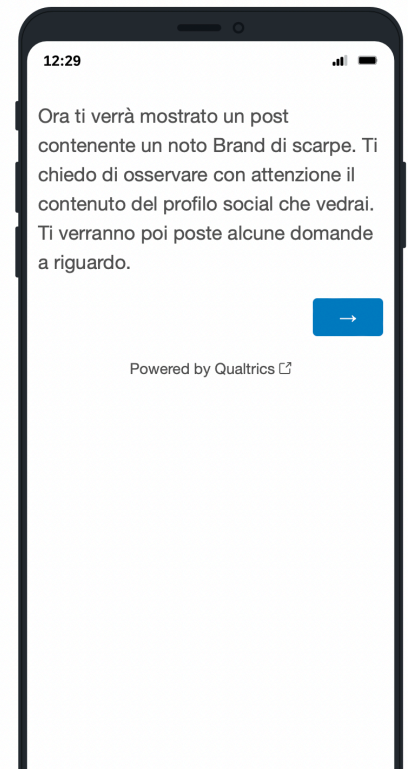 12:29
Ora ti verrà mostrato un post
contenente un noto Brand di scarpe. Ti
chiedo di osservare con attenzione il
contenuto del profilo social che vedrai.
Ti verranno poi poste alcune domande
a riguardo.
→
Powered by Qualtrics